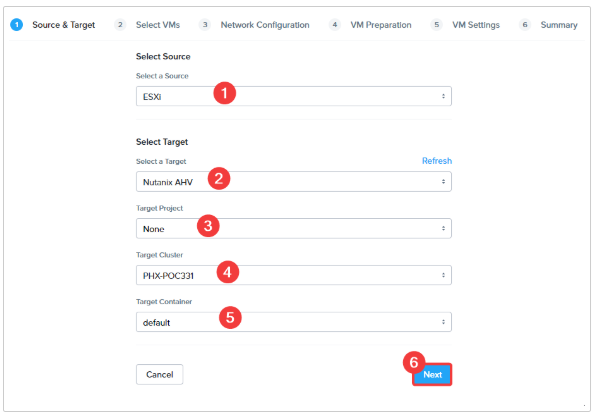 1 Source & Target 2 Select VMs 3 Network Configuration 4 VM Preparation 5 VM Settings 6 Summary
Select Source
Select a Source
ESXi 1
Select Target
Select a Target Refresh
Nutanix AHV 2
Target Project
None 3
Target Cluster
PHX-POC331 4
Target Container
default 5
6
Cancel Next